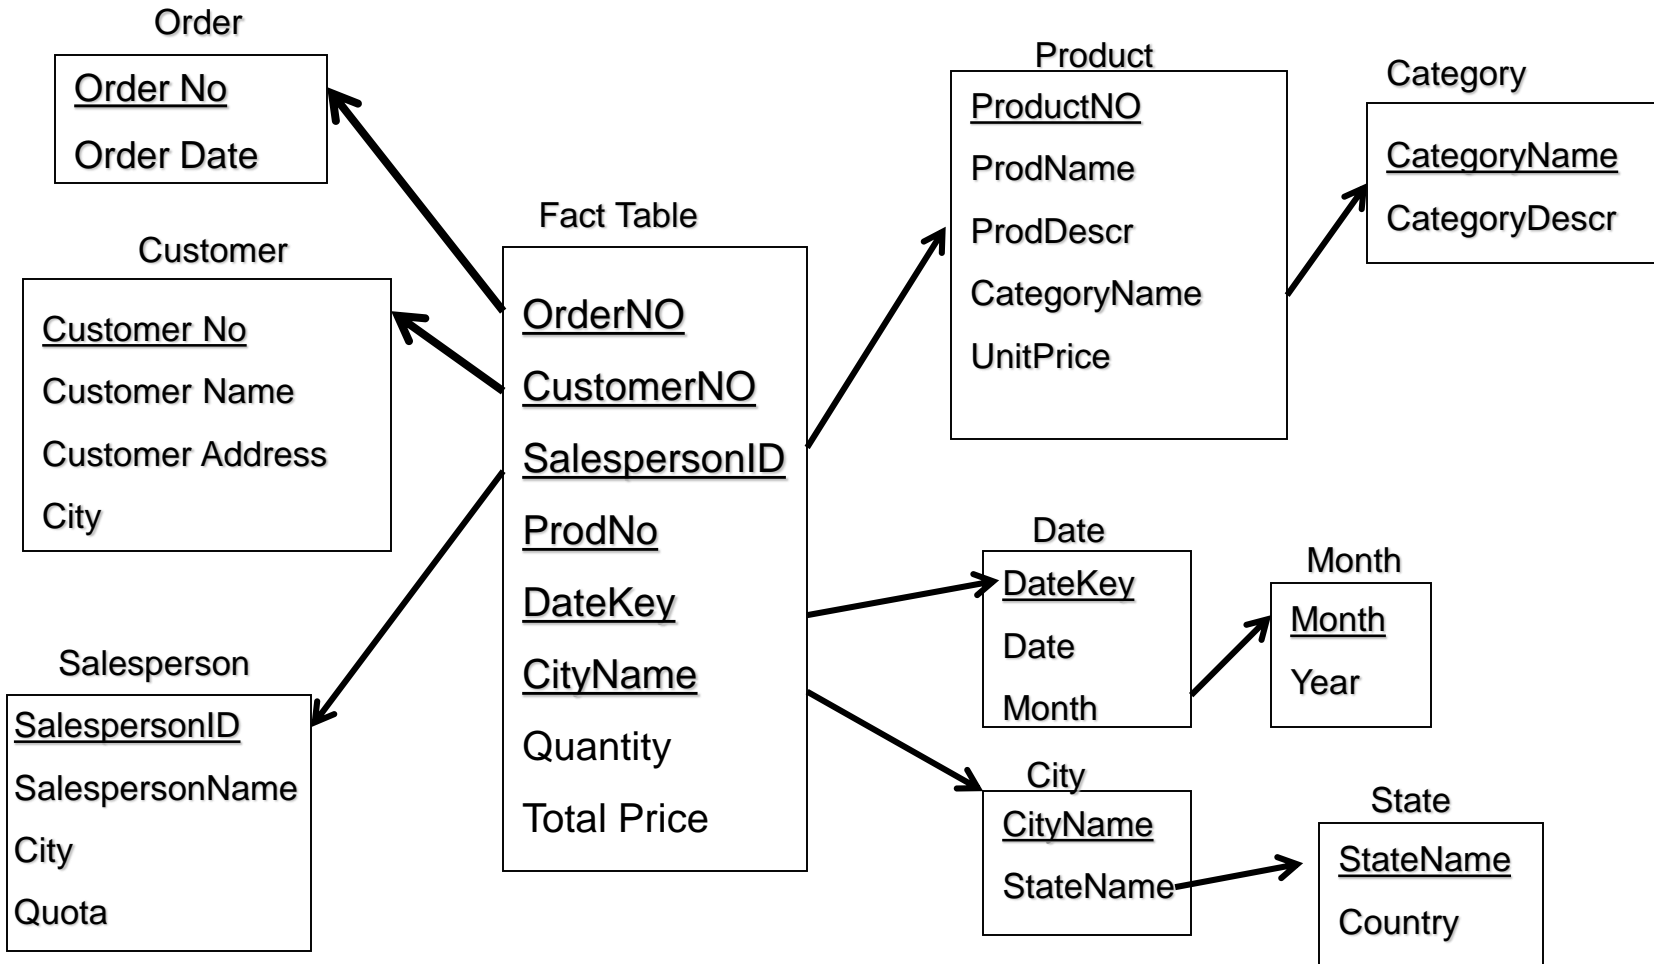 Order
Order No
Order Date
Customer
Customer No
Customer Name
Customer Address
City
Salesperson
SalespersonID
SalespersonName
City
Quota
Fact Table
OrderNO
CustomerNO
SalespersonID
ProdNo
DateKey
CityName
Quantity
Total Price
Product
ProductNO
ProdName
ProdDescr
CategoryName
UnitPrice
Category
CategoryName
CategoryDescr
Date
DateKey
Date
Month
Month
Month
Year
City
CityName
StateName
State
StateName
Country